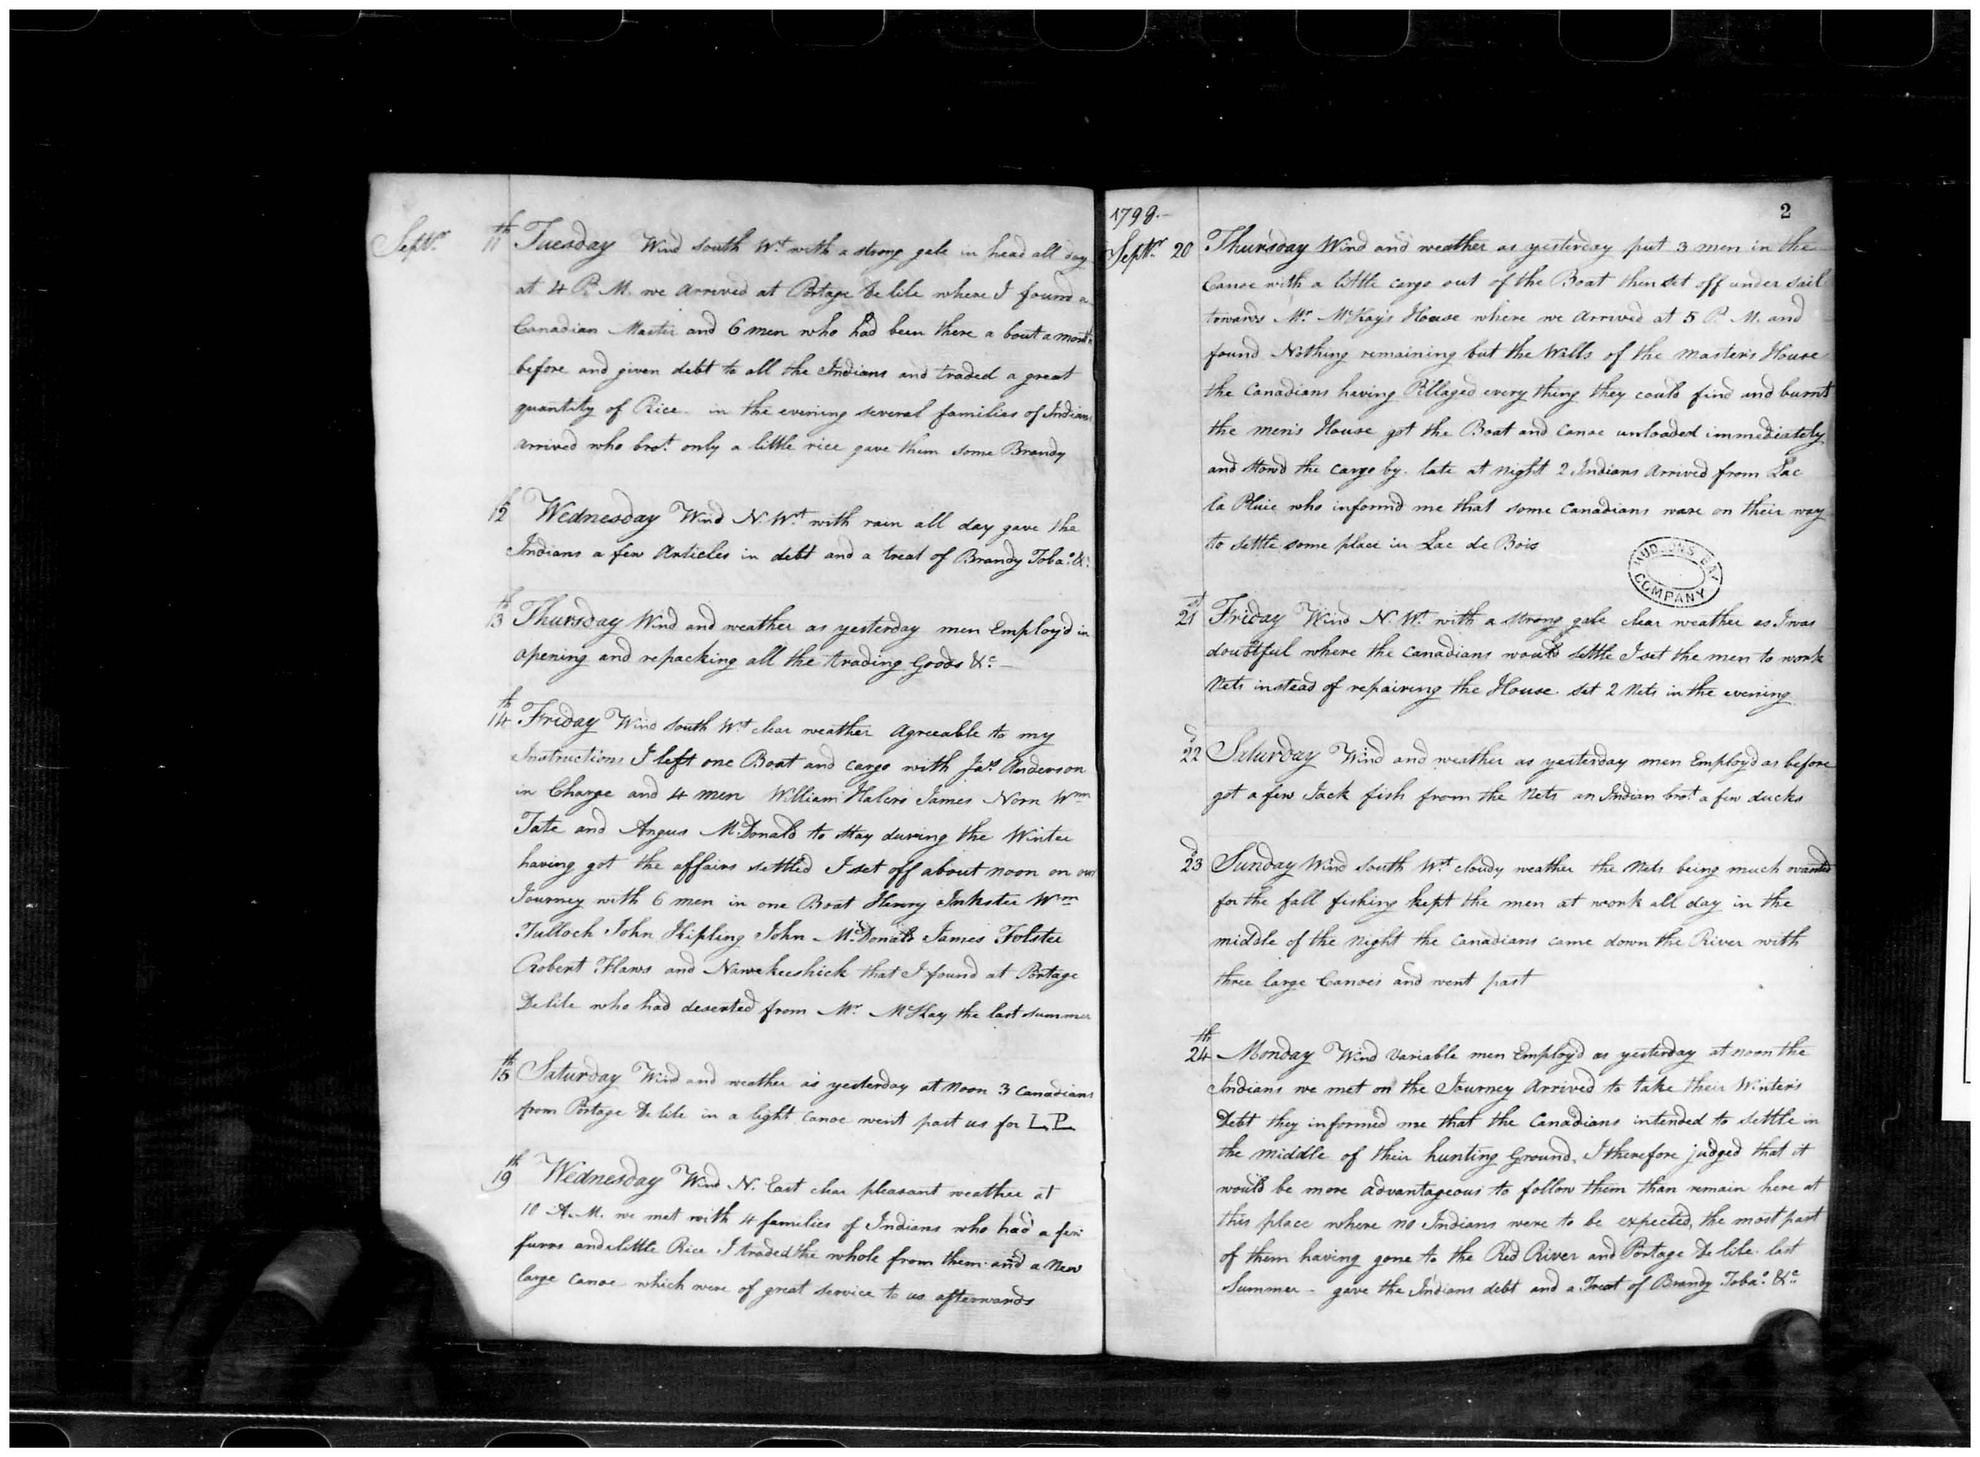 Septr. 11th Tuesday Wind South Wt. with a strong gale in head all day
at 4 P. M. we arrived at Portage De lile where I found a
Canadian Master and 6 men who had been there a bout a month
before and given debt to all the Indians and traded a great
quantity of Rice. in the evening several families of Indians
arrived who brot. only a little rice gave them some Brandy
12th Wednesday Wind N. Wt. with rain all day gave the
Indians a few Articles in debt and a treat of Brandy Toba. &c.
13th Thursday Wind and weather as yesterday men Employ'd in
opening and repacking all the trading Goods &c.
14th Friday Wind South Wt. clear weather Agreeable to my
Instructions I left one Boat and cargo with Jas. Anderson
in Charge and 4 men William James Norn Wm
Tate and Angus McDonald to stay during the Winter
having got the affairs settled I set off about noon on our
Journey with 6 men in one Boat Henry Inkster Wm
Tulloch John Kipling John McDonald James Folster
Robert Flaws and Nawekeeshick that I found at Portage
De lile who had deserted from Mr. McKay the last summer
15th Saturday Wind and weather as yesterday at Noon 3 Canadians
from Portage De lile in a light Canoe went past us for L. P.
19th Wednesday Wind N. East clear pleasant weather at
10 A. M. we met with 4 families of Indians who had a few
furrs and a little Rice I traded the whole from them and a New
large Canoe which were of great service to us afterwards
1798.
2
Septr. 20 Thursday Wind and weather as yesterday put 3 men in the
Canoe with a little cargo out of the Boat then set off under sail
towards Mr. McKay's House where we arrived at 5 P. M. and
found Nothing remaining but the Walls of the Master's House
the Canadians having Pillaged every thing they could find and burnt
the men's House got the Boat and Canoe unloaded immediately
and stow'd the Cargo by. late at night 2 Indians Arrived from Lac
la Pluie who inform'd me that some Canadians ware on their way
to settle some place in Lac de Bois
HUDSONS BAY COMPANY
21st Friday Wind N. Wt. with a strong gale clear weather as I was
doubtful where the Canadians would settle I set the men to work
Nets instead of repairing the House. set 2 Nets in the evening
22d Saturday Wind and weather as yesterday men Employ'd as before
got a few Jack fish from the Nets an Indian brot. a few ducks
23d Sunday Wind South Wt. cloudy weather the Nets being much wanted
for the fall fishing kept the men at work all day in the
middle of the night the Canadians came down the River with
three large Canoes and went past
24th Monday Wind Variable men Employ'd as yesterday at noon the
Indians we met on the Journey Arrived to take their Winter's
Debt they informed me that the Canadians intended to settle in
the middle of their hunting Ground, I therefore judged that it
would be more advantageous to follow them than remain here at
this place where no Indians were to be expected, the most part
of them having gone to the Red River and Portage De lile last
Summer - gave the Indians debt and a Treat of Brandy Toba. &c.